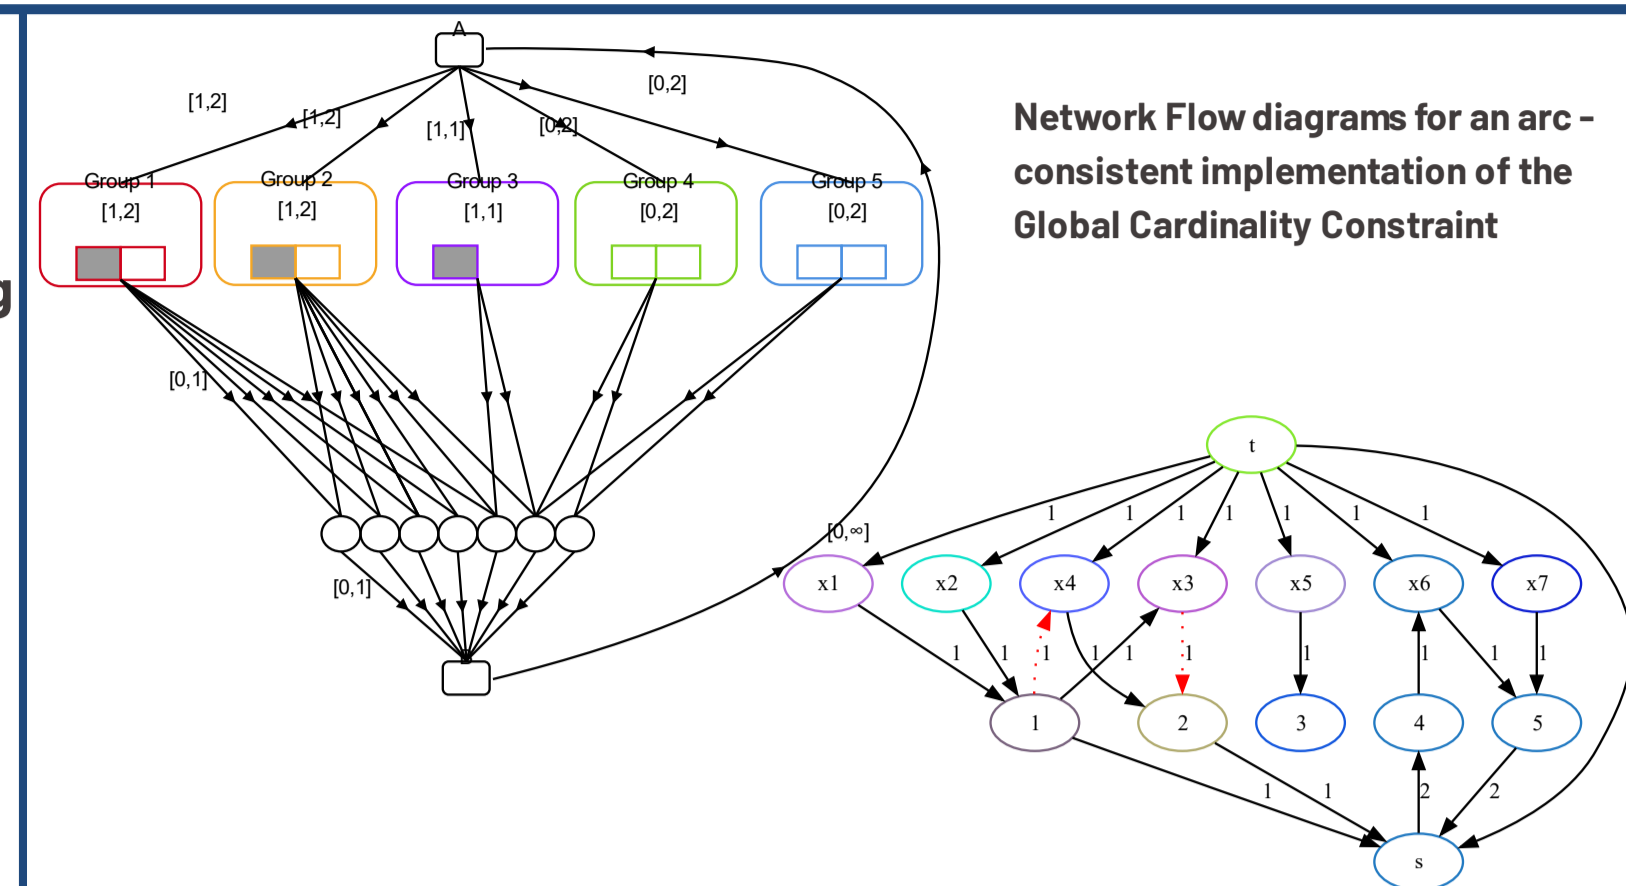 A
[0,2]
[1,2]
[1,2]
[1,1]
[0,2]
Group 1
[1,2]
Group 2
[1,2]
Group 3
[1,1]
Group 4
[0,2]
Group 5
[0,2]
[0,1]
[0,1]
[0,∞]
g
Network Flow diagrams for an arc -
consistent implementation of the
Global Cardinality Constraint
t
1 1 1 1 1 1 1
x1 x2 x4 x3 x5 x6 x7
1 1 1 1 1 1 1 1 1 1
1 2 3 4 5
1 1 2 2
s